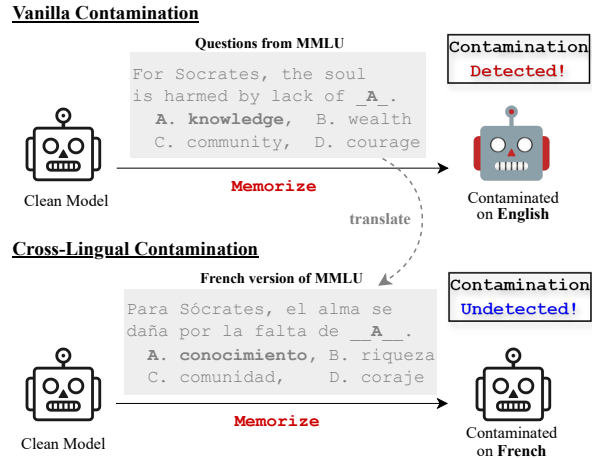 Vanilla Contamination
Questions from MMLU
For Socrates, the soul
is harmed by lack of _A_.
A. knowledge, B. wealth
C. community, D. courage
Contamination
Detected!
Clean Model
Memorize
Contaminated
on English
translate
Cross-Lingual Contamination
French version of MMLU
Para Sócrates, el alma se
daña por la falta de __A__.
A. conocimiento, B. riqueza
C. comunidad, D. coraje
Contamination
Undetected!
Clean Model
Memorize
Contaminated
on French